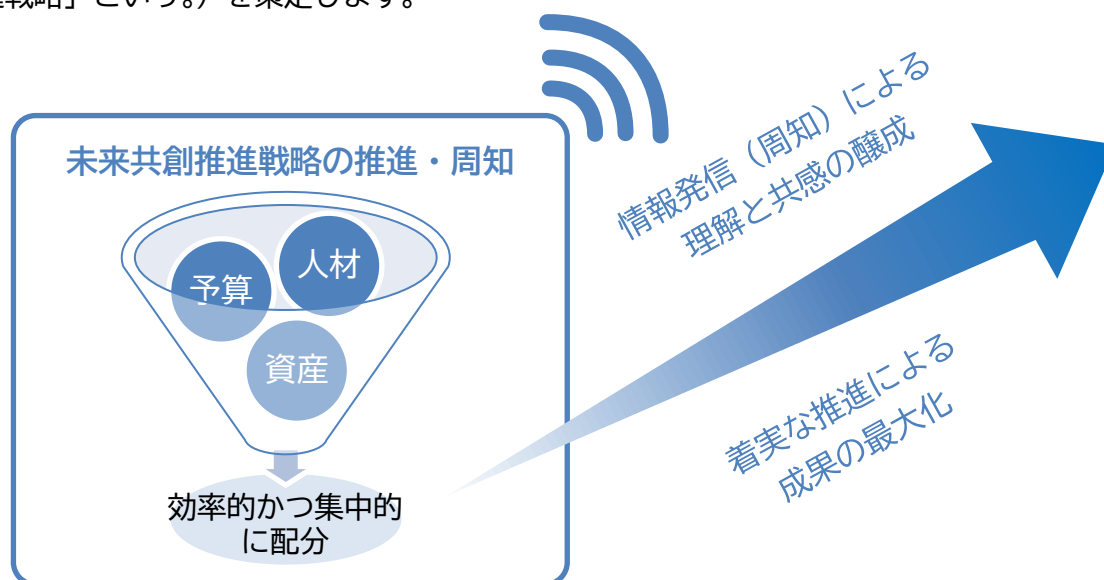 戦略」という。）を策定します。
未来共創推進戦略の推進・周知
予算
人材
資産
効率的かつ集中的
に配分
情報発信（周知）による
理解と共感の醸成
着実な推進による
成果の最大化